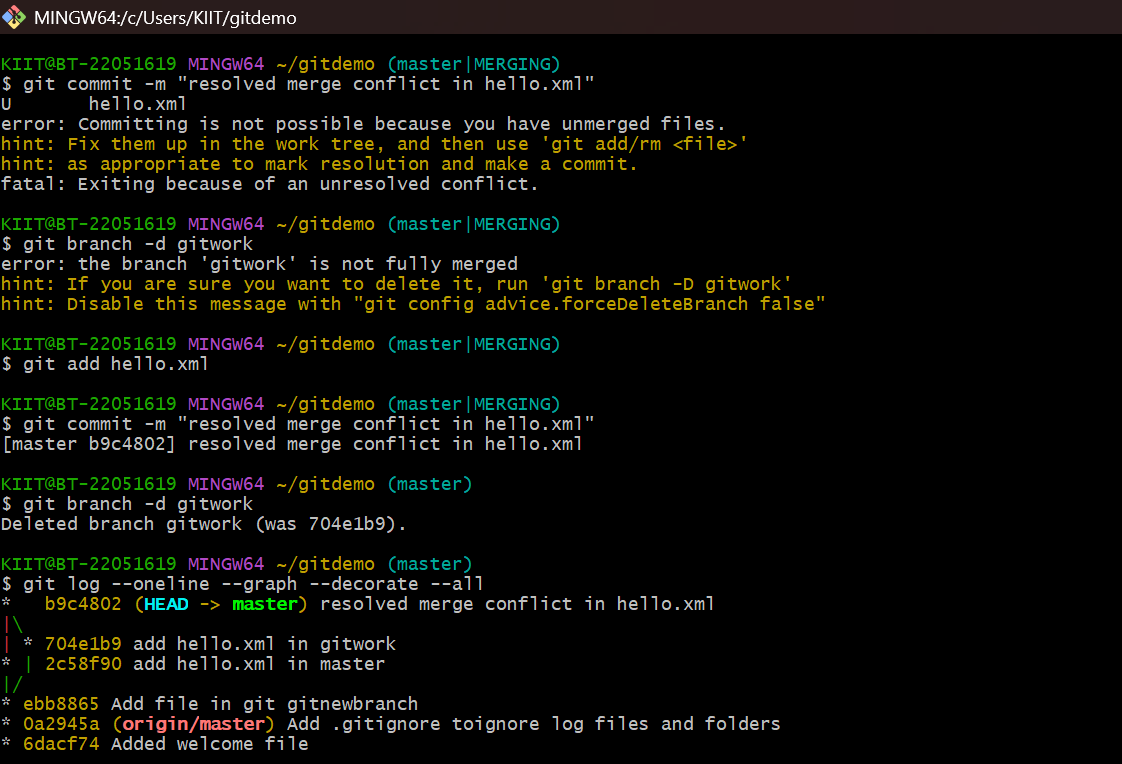 MINGW64:/c/Users/KIIT/gitdemo
KIIT@BT-22051619 MINGW64 ~/gitdemo (master|MERGING)
$ git commit -m "resolved merge conflict in hello.xml"
U       hello.xml
error: Committing is not possible because you have unmerged files.
hint: Fix them up in the work tree, and then use 'git add/rm <file>'
hint: as appropriate to mark resolution and make a commit.
fatal: Exiting because of an unresolved conflict.
KIIT@BT-22051619 MINGW64 ~/gitdemo (master|MERGING)
$ git branch -d gitwork
error: the branch 'gitwork' is not fully merged
hint: If you are sure you want to delete it, run 'git branch -D gitwork'
hint: Disable this message with "git config advice.forceDeleteBranch false"
KIIT@BT-22051619 MINGW64 ~/gitdemo (master|MERGING)
$ git add hello.xml
KIIT@BT-22051619 MINGW64 ~/gitdemo (master|MERGING)
$ git commit -m "resolved merge conflict in hello.xml"
[master b9c4802] resolved merge conflict in hello.xml
KIIT@BT-22051619 MINGW64 ~/gitdemo (master)
$ git branch -d gitwork
Deleted branch gitwork (was 704e1b9).
KIIT@BT-22051619 MINGW64 ~/gitdemo (master)
$ git log --oneline --graph --decorate --all
*   b9c4802 (HEAD -> master) resolved merge conflict in hello.xml
|\
| * 704e1b9 add hello.xml in gitwork
* | 2c58f90 add hello.xml in master
|/
* ebb8865 Add file in git gitnewbranch
* 0a2945a (origin/master) Add .gitignore toignore log files and folders
* 6dacf74 Added welcome file